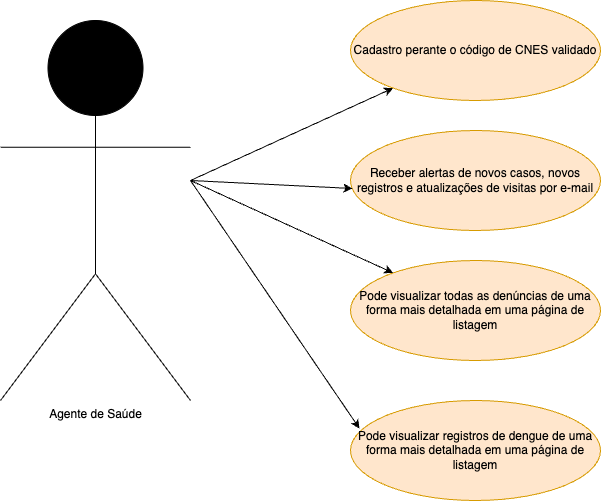 Cadastro perante o código de CNES validado
Receber alertas de novos casos, novos
registros e atualizações de visitas por e-mail
Pode visualizar todas as denúncias de uma
forma mais detalhada em uma página de
listagem
Agente de Saúde
Pode visualizar registros de dengue de uma
forma mais detalhada em uma página de
listagem